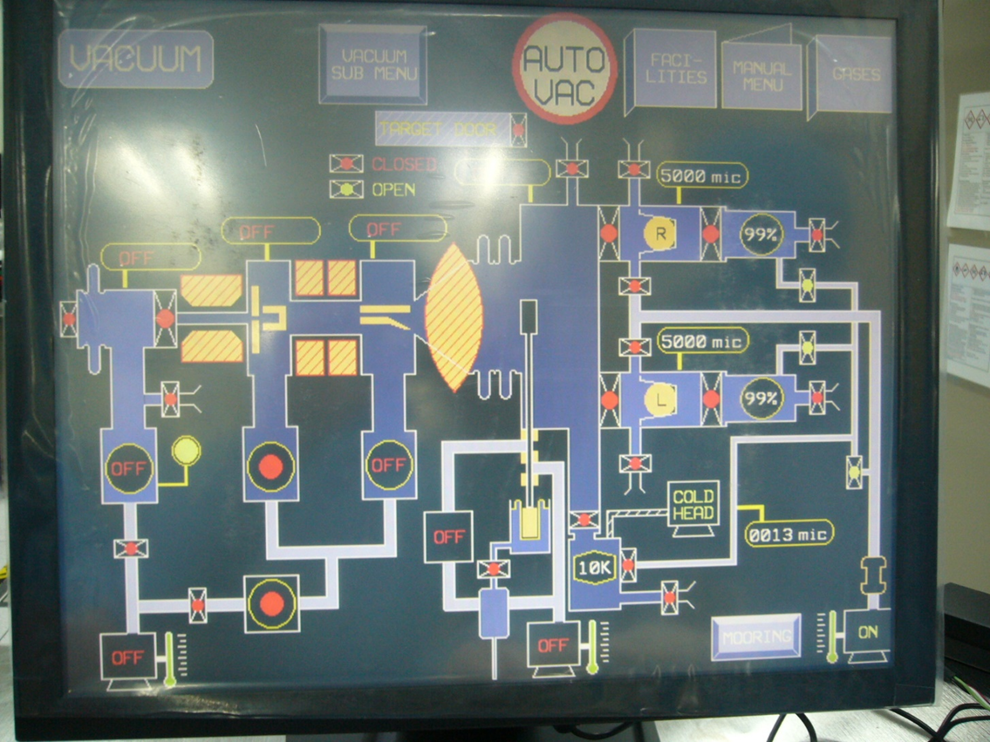 VACUUM
VACUUM
SUB MENU
AUTO
VAC
FACI-
LITIES
MANUAL
MENU
GASES
TARGET DOOR
CLOSED
OPEN
5000 mic
R
99%
OFF
OFF
OFF
5000 mic
L
99%
OFF
OFF
COLD
HEAD
0013 mic
OFF
10K
MOORING
OFF
OFF
ON